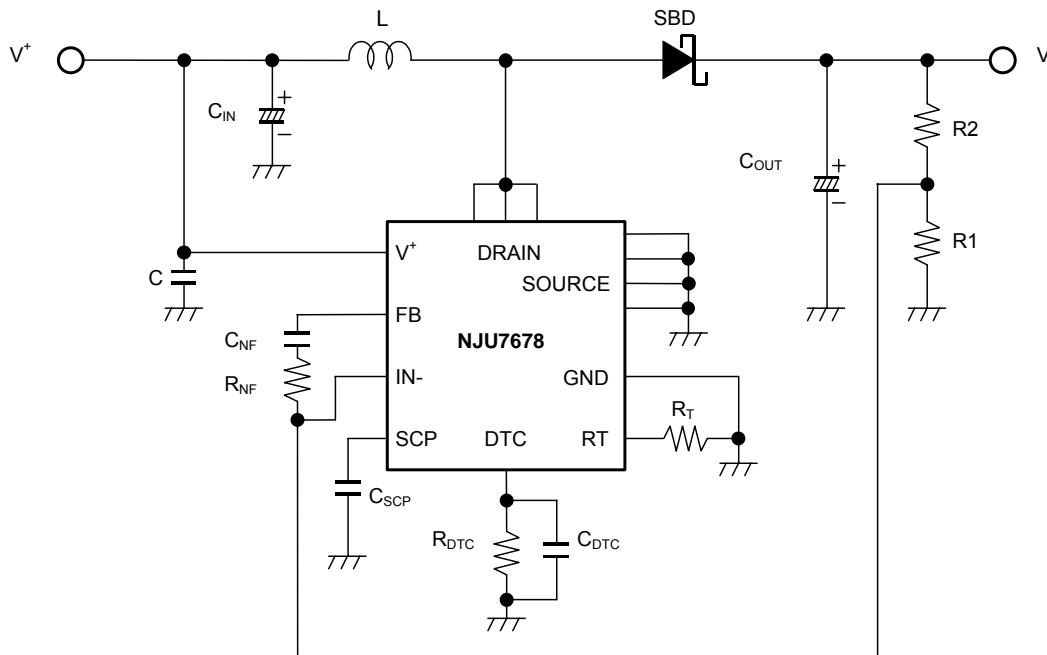 L
SBD
V+
V
CIN
+
−
R2
COUT
+
−
R1
C
V+
DRAIN
SOURCE
FB
CNF
NJU7678
RNF
IN-
GND
RT
SCP
DTC
RT
CSCP
RDTC
CDTC